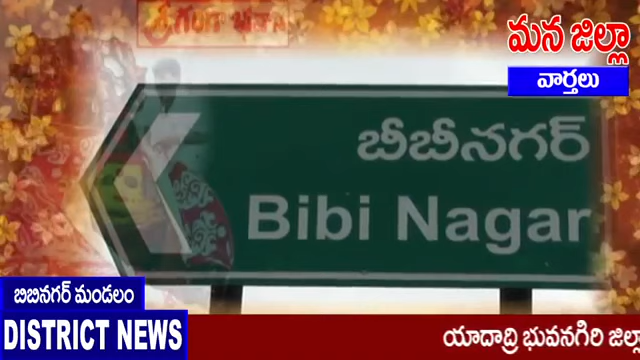 మన జిల్లా
వార్తలు
బీబీనగర్
Bibi Nagar
బిబినగర్ మండలం
DISTRICT NEWS
యాదాద్రి భువనగిరి జిల్లా